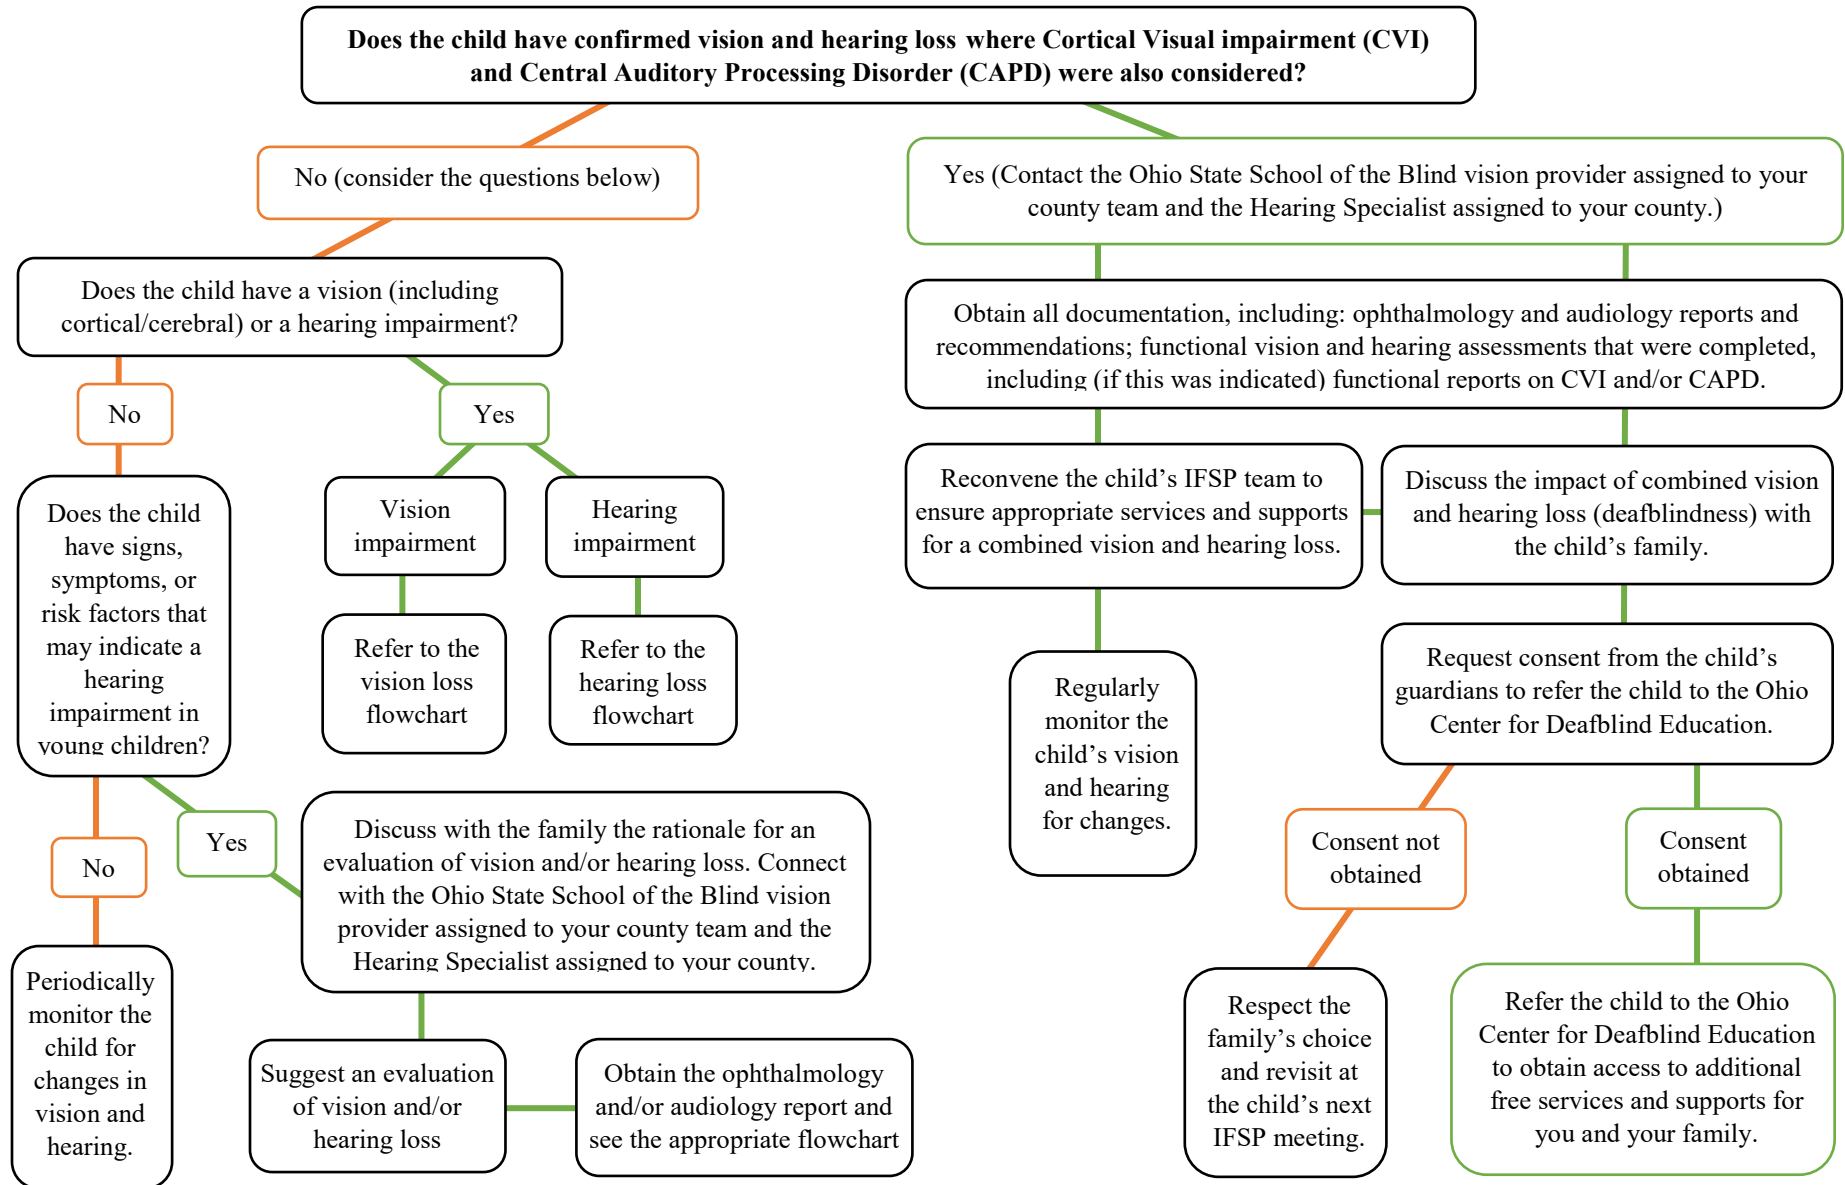 Does the child have confirmed vision and hearing loss where Cortical Visual impairment (CVI)
and Central Auditory Processing Disorder (CAPD) were also considered?
No (consider the questions below)
Yes (Contact the Ohio State School of the Blind vision provider assigned to your
county team and the Hearing Specialist assigned to your county.)
Does the child have a vision (including
cortical/cerebral) or a hearing impairment?
Obtain all documentation, including: ophthalmology and audiology reports and
recommendations; functional vision and hearing assessments that were completed,
including (if this was indicated) functional reports on CVI and/or CAPD.
No
Yes
Does the child
have signs,
symptoms, or
risk factors that
may indicate a
hearing
impairment in
young children?
Vision
impairment
Hearing
impairment
Refer to the
vision loss
flowchart
Refer to the
hearing loss
flowchart
Reconvene the child’s IFSP team to
ensure appropriate services and supports
for a combined vision and hearing loss.
Discuss the impact of combined vision
and hearing loss (deafblindness) with
the child’s family.
Regularly
monitor the
child’s vision
and hearing
for changes.
Request consent from the child’s
guardians to refer the child to the Ohio
Center for Deafblind Education.
No
Yes
Discuss with the family the rationale for an
evaluation of vision and/or hearing loss. Connect
with the Ohio State School of the Blind vision
provider assigned to your county team and the
Hearing Specialist assigned to your county.
Consent not
obtained
Consent
obtained
Periodically
monitor the
child for
changes in
vision and
hearing.
Suggest an evaluation
of vision and/or
hearing loss
Obtain the ophthalmology
and/or audiology report and
see the appropriate flowchart
Respect the
family’s choice
and revisit at
the child’s next
IFSP meeting.
Refer the child to the Ohio
Center for Deafblind Education
to obtain access to additional
free services and supports for
you and your family.